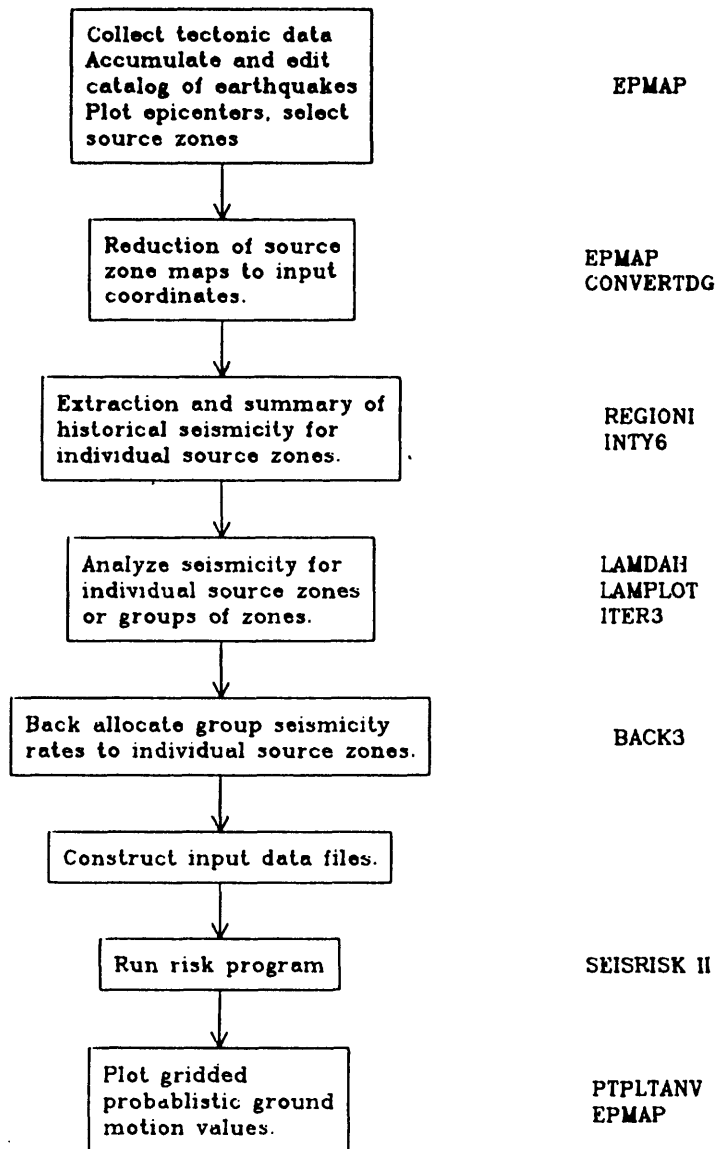 Collect tectonic data
Accumulate and edit
catalog of earthquakes
Plot epicenters, select
source zones
EPMAP
Reduction of source
zone maps to input
coordinates.
EPMAP
CONVERTDG
Extraction and summary of
historical seismicity for
individual source zones.
REGIONI
INTY6
Analyze seismicity for
individual source zones
or groups of zones.
LAMDAH
LAMPLOT
ITER3
Back allocate group seismicity
rates to individual source zones.
BACK3
Construct input data files.
Run risk program
SEISRISK II
Plot gridded
probablistic ground
motion values.
PTPLTANV
EPMAP